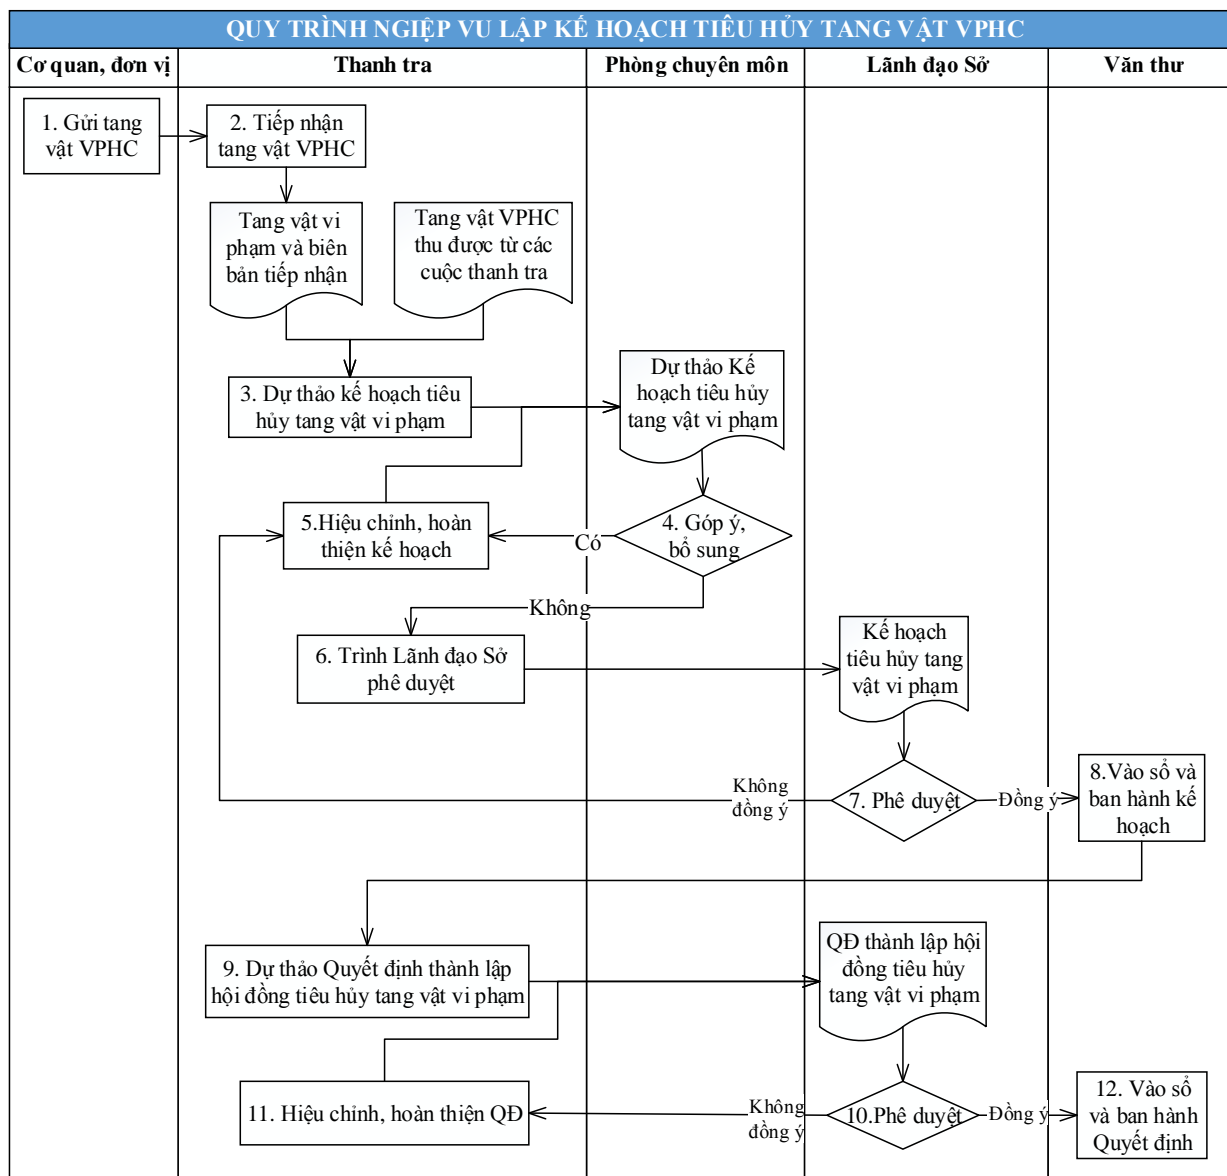 QUY TRÌNH NGIỆP VU LẬP KẾ HOẠCH TIÊU HỦY TANG VẬT VPHC
Cơ quan, đơn vị
Thanh tra
Phòng chuyên môn
Lãnh đạo Sở
Văn thư
1. Gửi tang
vật VPHC
2. Tiếp nhận
tang vật VPHC
Tang vật vi
phạm và biên
bản tiếp nhận
Tang vật VPHC
thu được từ các
cuộc thanh tra
3. Dự thảo kế hoạch tiêu
hủy tang vật vi phạm
Dự thảo Kế
hoạch tiêu hủy
tang vật vi phạm
4. Góp ý,
bổ sung
Có
5.Hiệu chỉnh, hoàn
thiện kế hoạch
Không
6. Trình Lãnh đạo Sở
phê duyệt
Kế hoạch
tiêu hủy tang
vật vi phạm
7. Phê duyệt
Không
đồng ý
Đồng ý
8.Vào sổ và
ban hành kế
hoạch
9. Dự thảo Quyết định thành lập
hội đồng tiêu hủy tang vật vi phạm
QĐ thành lập hội
đồng tiêu hủy
tang vật vi phạm
10.Phê duyệt
Không
đồng ý
Đồng ý
11. Hiệu chỉnh, hoàn thiện QĐ
12. Vào sổ
và ban hành
Quyết định